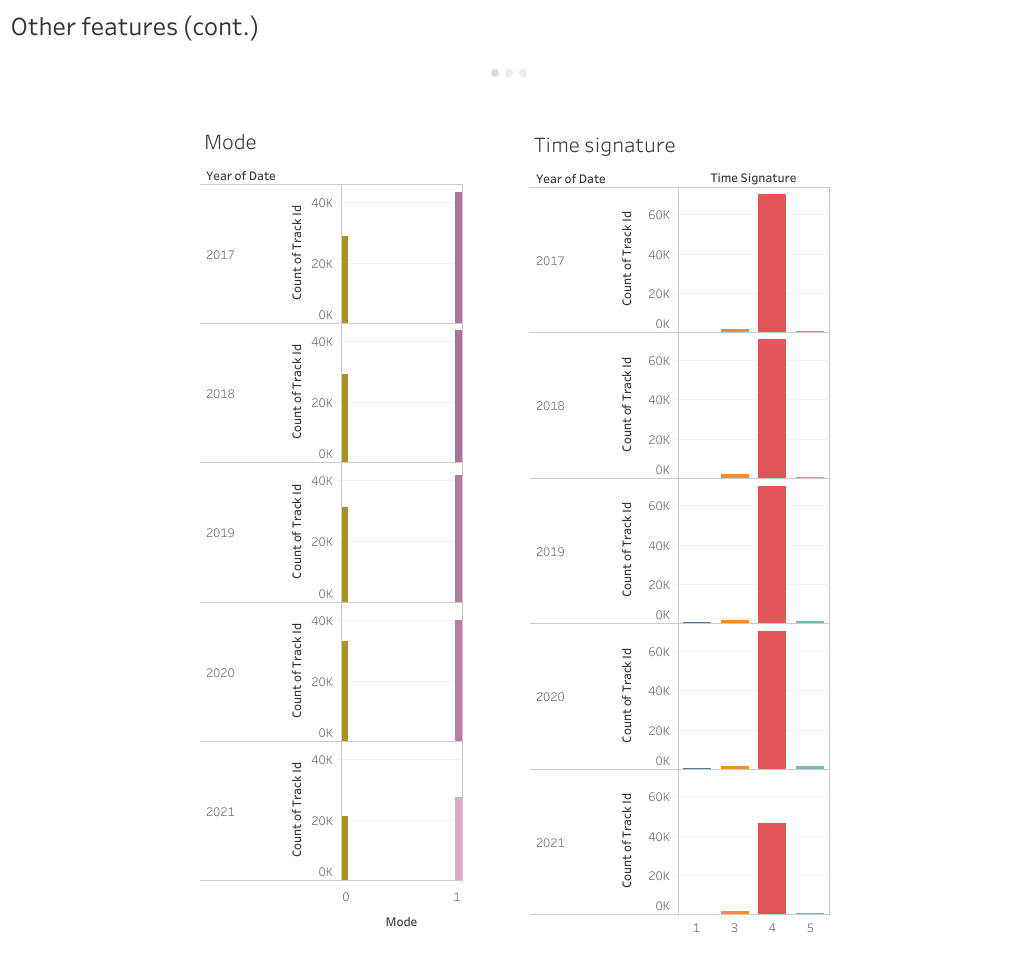 Other features (cont.)
Mode
Year of Date
2017
Count of Track Id
40K
20K
0K
2018
Count of Track Id
40K
20K
0K
2019
Count of Track Id
40K
20K
0K
2020
Count of Track Id
40K
20K
0K
2021
Count of Track Id
40K
20K
0K
0 1
Mode
Time signature
Year of Date
Time Signature
2017
Count of Track Id
60K
40K
20K
0K
2018
Count of Track Id
60K
40K
20K
0K
2019
Count of Track Id
60K
40K
20K
0K
2020
Count of Track Id
60K
40K
20K
0K
2021
Count of Track Id
60K
40K
20K
0K
1 3 4 5